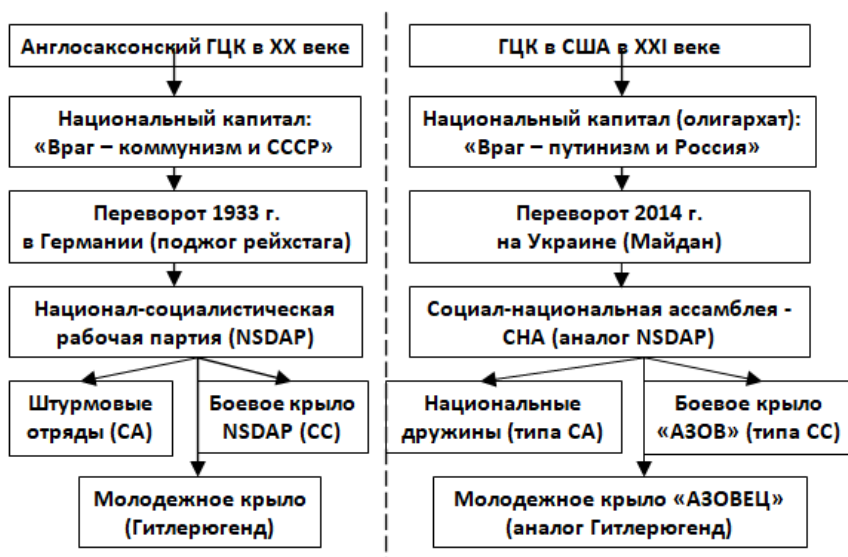 Англосаксонский ГЦК в XX веке
Национальный капитал:
«Враг – коммунизм и СССР»
Переворот 1933 г.
в Германии (поджог рейхстага)
Национал-социалистическая
рабочая партия (NSDAP)
Штурмовые
отряды (СА)
Боевое крыло
NSDAP (СС)
Молодежное крыло
(Гитлерюгенд)
ГЦК в США в XXI веке
Национальный капитал (олигархат):
«Враг – путинизм и Россия»
Переворот 2014 г.
на Украине (Майдан)
Социал-национальная ассамблея -
СНА (аналог NSDAP)
Национальные
дружины (типа СА)
Боевое крыло
«АЗОВ» (типа СС)
Молодежное крыло «АЗОВЕЦ»
(аналог Гитлерюгенд)